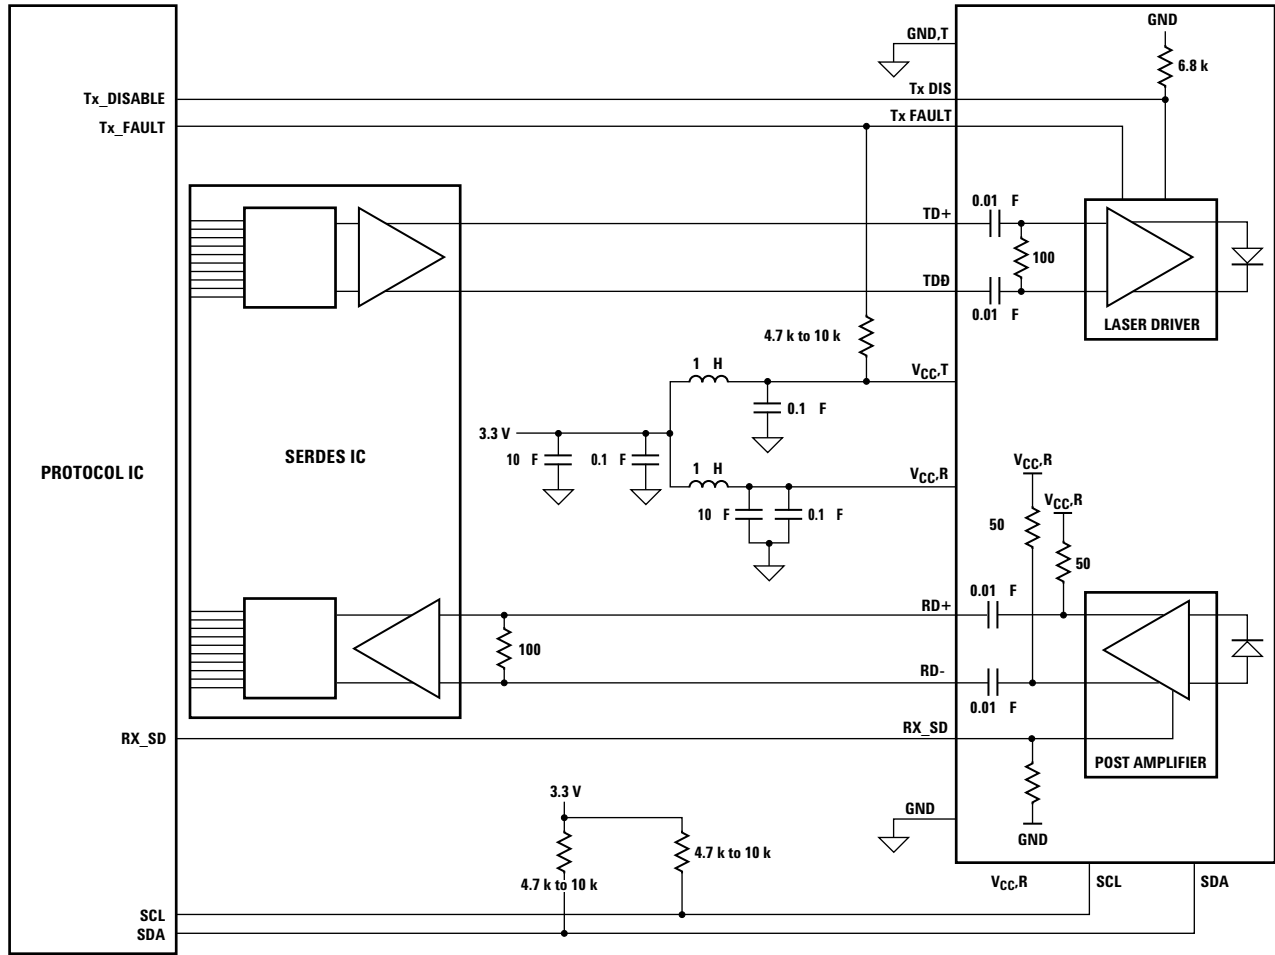 GND
GND,T
6.8 k
Tx_DISABLE
Tx DIS
Tx_FAULT
Tx FAULT
0.01 F
TD+
100
TDÐ
0.01 F
LASER DRIVER
4.7 k to 10 k
1 H
VCC,T
0.1 F
3.3 V
SERDES IC
10 F
0.1 F
PROTOCOL IC
1 H
VCC,R
VCC,R
VCC,R
10 F
0.1 F
50
50
0.01 F
RD+
100
RD-
0.01 F
RX_SD
RX_SD
POST AMPLIFIER
3.3 V
GND
GND
4.7 k to 10 k
4.7 k to 10 k
VCC,R
SCL
SDA
SCL
SDA